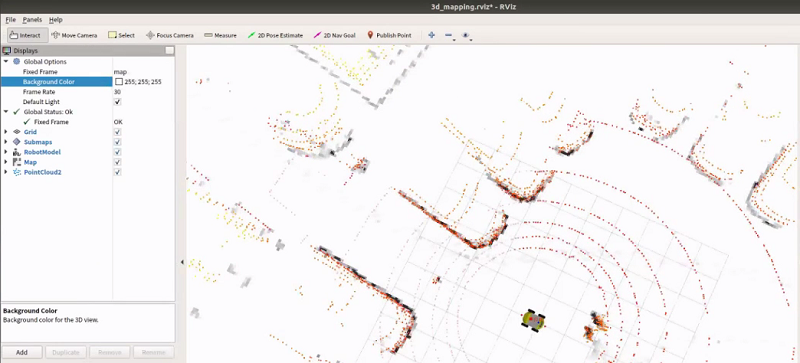 3d_mapping.rviz* - RViz
File Panels Help
Interact Move Camera Select Focus Camera Measure 2D Pose Estimate 2D Nav Goal Publish Point
Displays
Global Options
Fixed Frame map
Background Color 255; 255; 255
Frame Rate 30
Default Light
Global Status: Ok
Fixed Frame OK
Grid
Submaps
RobotModel
Map
PointCloud2
Background Color
Background color for the 3D view.
Add Duplicate Remove Rename